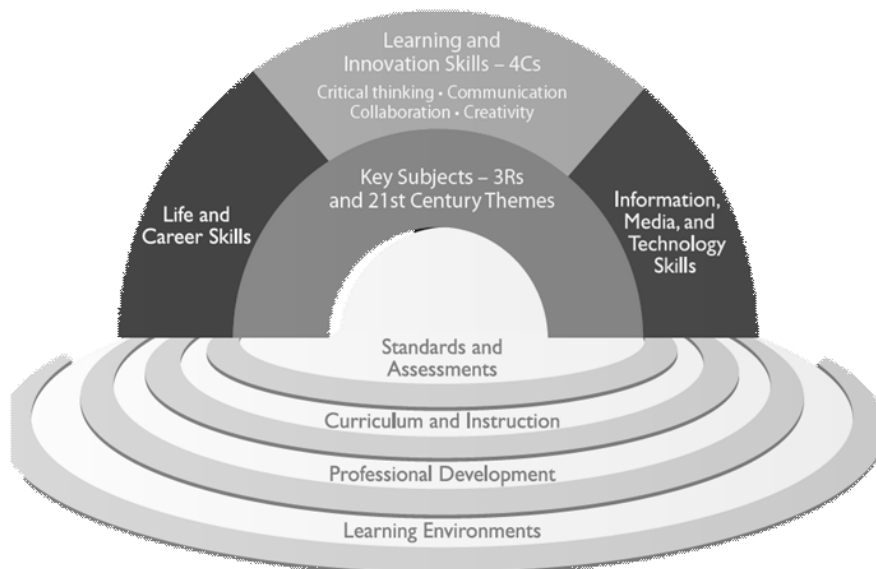 Learning and
Innovation Skills – 4Cs
Critical thinking • Communication
Collaboration • Creativity
Key Subjects – 3Rs
and 21st Century Themes
Life and
Career Skills
Information,
Media, and
Technology
Skills
Standards and
Assessments
Curriculum and Instruction
Professional Development
Learning Environments